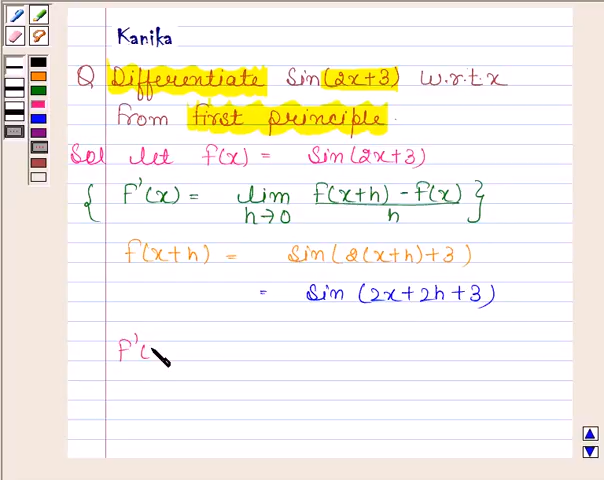 Kanika
Q Differentiate Sin(2x+3) w.r.t.x
from first principle.
Sol let f(x) = Sin(2x+3)
{ F'(x) = lim h→0 f(x+h) - f(x) / h }
f(x+h) = Sin(2(x+h)+3)
= Sin (2x+2h+3)
F'(